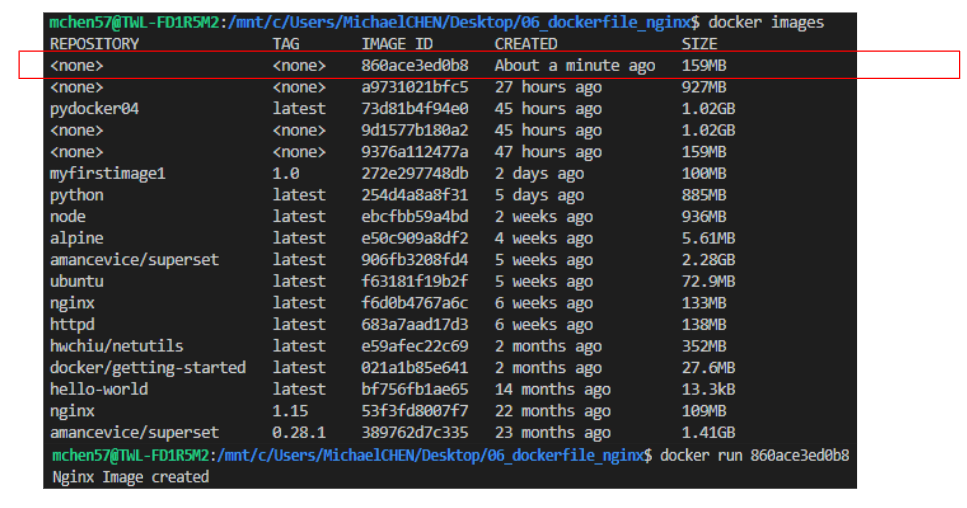 mchen57@TWL-FD1R5M2:/mnt/c/Users/MichaelCHEN/Desktop/06_dockerfile_nginx$ docker images
REPOSITORY TAG IMAGE ID CREATED SIZE
<none> <none> 860ace3ed0b8 About a minute ago 159MB
<none> <none> a9731021bfc5 27 hours ago 927MB
pydocker04 latest 73d81b4f94e0 45 hours ago 1.02GB
<none> <none> 9d1577b180a2 45 hours ago 1.02GB
<none> <none> 9376a112477a 47 hours ago 159MB
myfirstimage1 1.0 272e297748db 2 days ago 100MB
python latest 254d4a8a8f31 5 days ago 885MB
node latest ebcfbb59a4bd 2 weeks ago 936MB
alpine latest e50c909a8df2 4 weeks ago 5.61MB
amancevice/superset latest 906fb3208fd4 5 weeks ago 2.28GB
ubuntu latest f63181f19b2f 5 weeks ago 72.9MB
nginx latest f6d0b4767a6c 6 weeks ago 133MB
httpd latest 683a7aad17d3 6 weeks ago 138MB
hwchiu/netutils latest e59afec22c69 2 months ago 352MB
docker/getting-started latest 021a1b85e641 2 months ago 27.6MB
hello-world latest bf756fb1ae65 14 months ago 13.3kB
nginx 1.15 53f3fd8007f7 22 months ago 109MB
amancevice/superset 0.28.1 389762d7c335 23 months ago 1.41GB
mchen57@TWL-FD1R5M2:/mnt/c/Users/MichaelCHEN/Desktop/06_dockerfile_nginx$ docker run 860ace3ed0b8
Nginx Image created